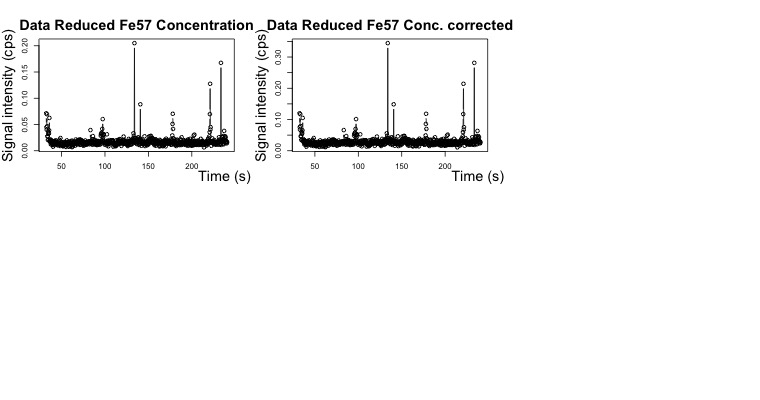 Data Reduced Fe57 Concentration
Signal intensity (cps)
0.00 0.05 0.10 0.15 0.20
50 100 150 200
Time (s)
Data Reduced Fe57 Conc. corrected
Signal intensity (cps)
0.00 0.10 0.20 0.30
50 100 150 200
Time (s)